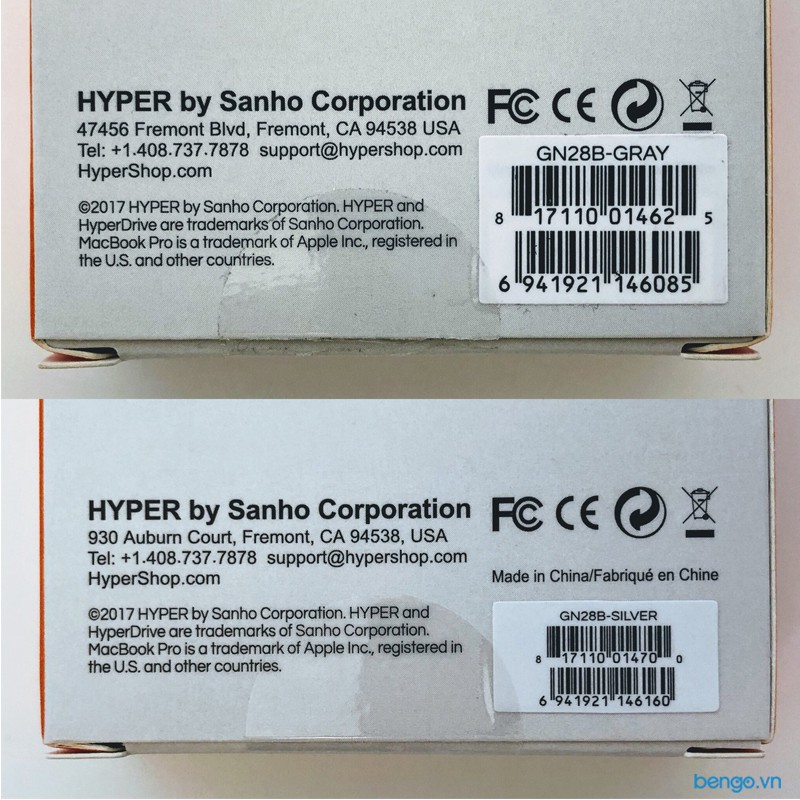 HYPER by Sanho Corporation
47456 Fremont Blvd, Fremont, CA 94538 USA
Tel: +1.408.737.7878 support@hypershop.com
HyperShop.com
©2017 HYPER by Sanho Corporation. HYPER and
HyperDrive are trademarks of Sanho Corporation.
MacBook Pro is a trademark of Apple Inc., registered in
the U.S. and other countries.
FC CE
GN28B-GRAY
8 17110 01462 5
6 941921 146085
HYPER by Sanho Corporation
930 Auburn Court, Fremont, CA 94538, USA
Tel: +1.408.737.7878 support@hypershop.com
HyperShop.com
©2017 HYPER by Sanho Corporation. HYPER and
HyperDrive are trademarks of Sanho Corporation.
MacBook Pro is a trademark of Apple Inc., registered in
the U.S. and other countries.
FC CE
Made in China/Fabriqué en Chine
GN28B-SILVER
8 17110 01470 0
6 941921 146160
bengo.vn